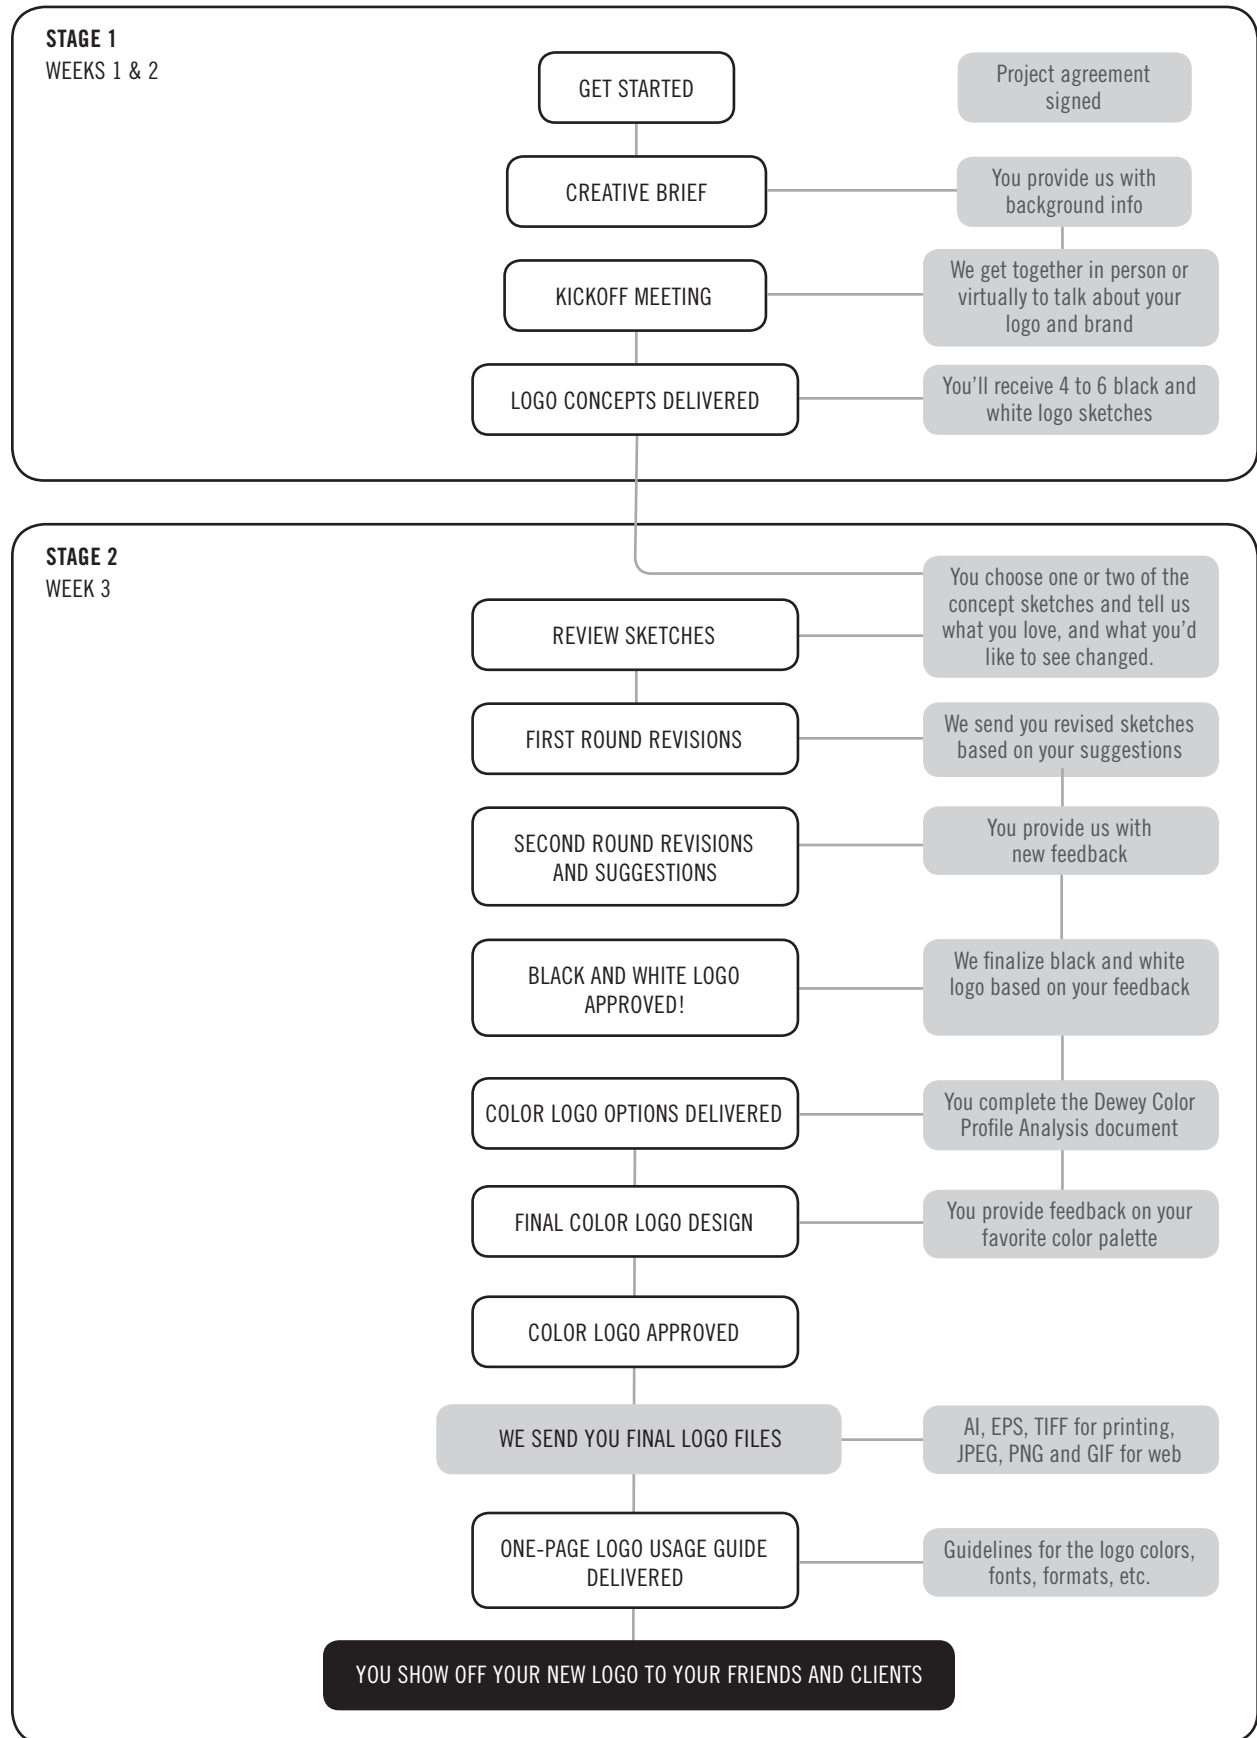 STAGE 1
WEEKS 1 & 2
GET STARTED
Project agreement
signed
CREATIVE BRIEF
You provide us with
background info
KICKOFF MEETING
We get together in person or
virtually to talk about your
logo and brand
LOGO CONCEPTS DELIVERED
You’ll receive 4 to 6 black and
white logo sketches
STAGE 2
WEEK 3
You choose one or two of the
concept sketches and tell us
what you love, and what you’d
like to see changed.
REVIEW SKETCHES
FIRST ROUND REVISIONS
We send you revised sketches
based on your suggestions
SECOND ROUND REVISIONS
AND SUGGESTIONS
You provide us with
new feedback
BLACK AND WHITE LOGO
APPROVED!
We finalize black and white
logo based on your feedback
COLOR LOGO OPTIONS DELIVERED
You complete the Dewey Color
Profile Analysis document
FINAL COLOR LOGO DESIGN
You provide feedback on your
favorite color palette
COLOR LOGO APPROVED
WE SEND YOU FINAL LOGO FILES
AI, EPS, TIFF for printing,
JPEG, PNG and GIF for web
ONE-PAGE LOGO USAGE GUIDE
DELIVERED
Guidelines for the logo colors,
fonts, formats, etc.
YOU SHOW OFF YOUR NEW LOGO TO YOUR FRIENDS AND CLIENTS